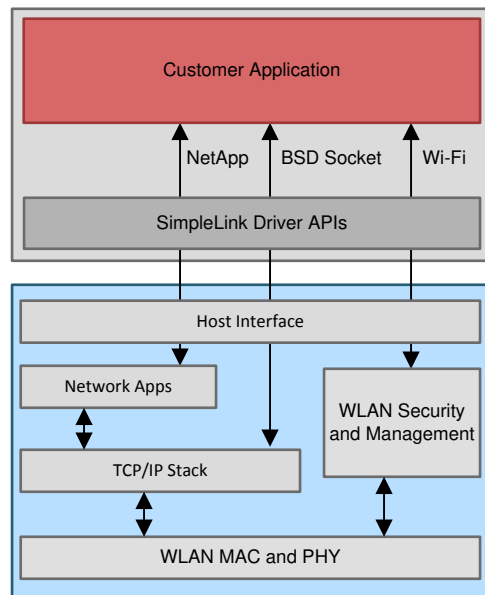 Customer Application
NetApp
BSD Socket
Wi-Fi
SimpleLink Driver APIs
Host Interface
Network Apps
WLAN Security
and Management
TCP/IP Stack
WLAN MAC and PHY